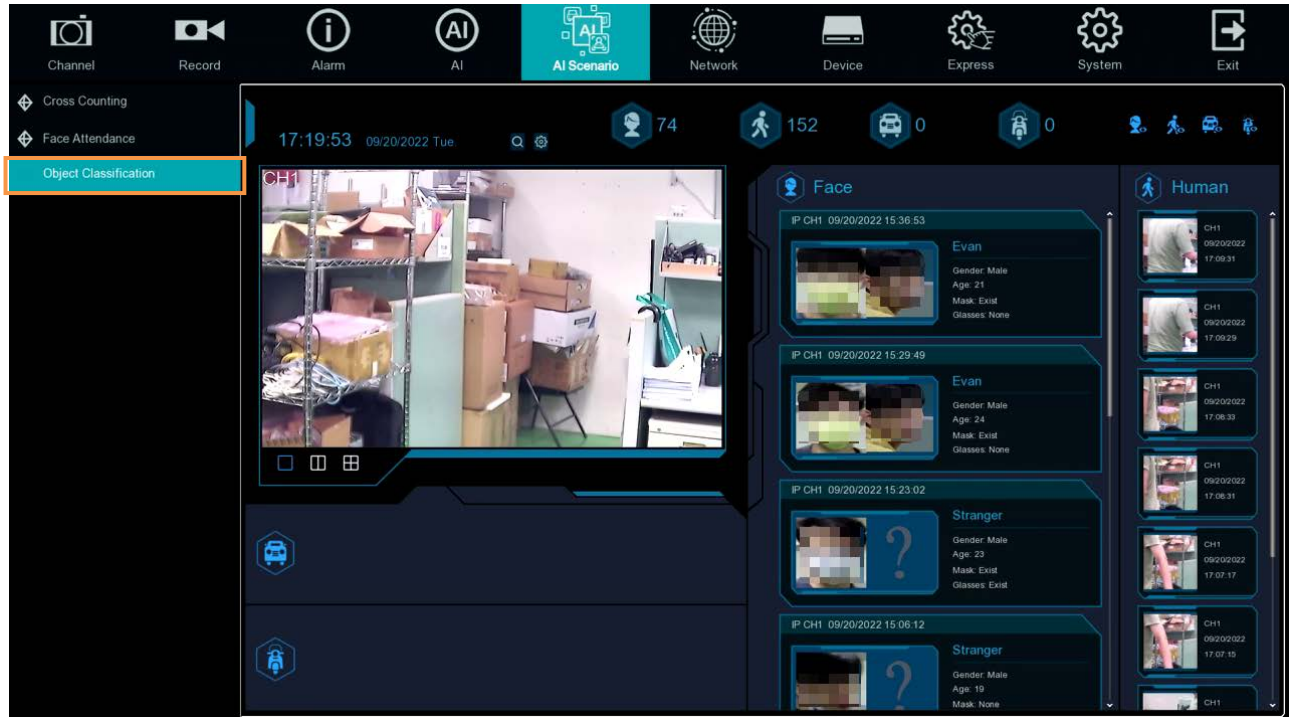 Channel
Record
Alarm
AI
AI
AI Scenario
Network
Device
Express
System
Exit
Cross Counting
Face Attendance
Object Classification
17:19:53 09/20/2022 Tue
74
152
0
0
CH1
Face
IP CH1 09/20/2022 15:36:53
Evan
Gender: Male
Age: 21
Mask: Exist
Glasses: None
IP CH1 09/20/2022 15:29:49
Evan
Gender: Male
Age: 24
Mask: Exist
Glasses: None
IP CH1 09/20/2022 15:23:02
Stranger
Gender: Male
Age: 23
Mask: Exist
Glasses: Exist
IP CH1 09/20/2022 15:06:12
Stranger
Gender: Male
Age: 19
Mask: None
Human
CH1
09/20/2022
17:09:31
CH1
09/20/2022
17:09:29
CH1
09/20/2022
17:08:33
CH1
09/20/2022
17:08:31
CH1
09/20/2022
17:07:17
CH1
09/20/2022
17:07:15
CH1